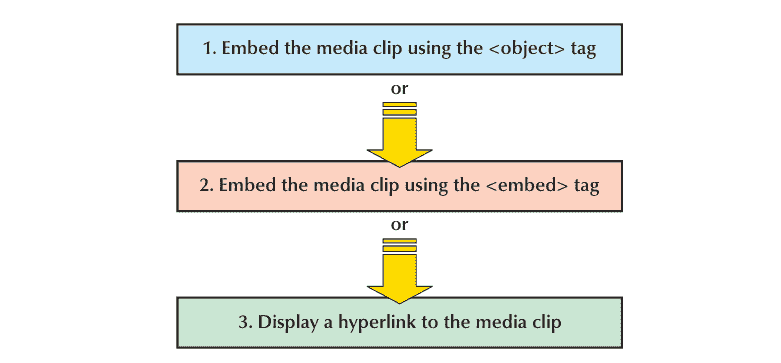 1. Embed the media clip using the <object> tag
or
2. Embed the media clip using the <embed> tag
or
3. Display a hyperlink to the media clip